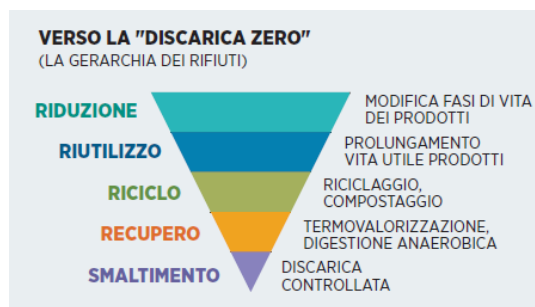 VERSO LA "DISCARICA ZERO"
(LA GERARCHIA DEI RIFIUTI)
RIDUZIONE
MODIFICA FASI DI VITA
DEI PRODOTTI
RIUTILIZZO
PROLUNGAMENTO
VITA UTILE PRODOTTI
RICICLO
RICICLAGGIO,
COMPOSTAGGIO
RECUPERO
TERMOVALORIZZAZIONE,
DIGESTIONE ANAEROBICA
SMALTIMENTO
DISCARICA
CONTROLLATA